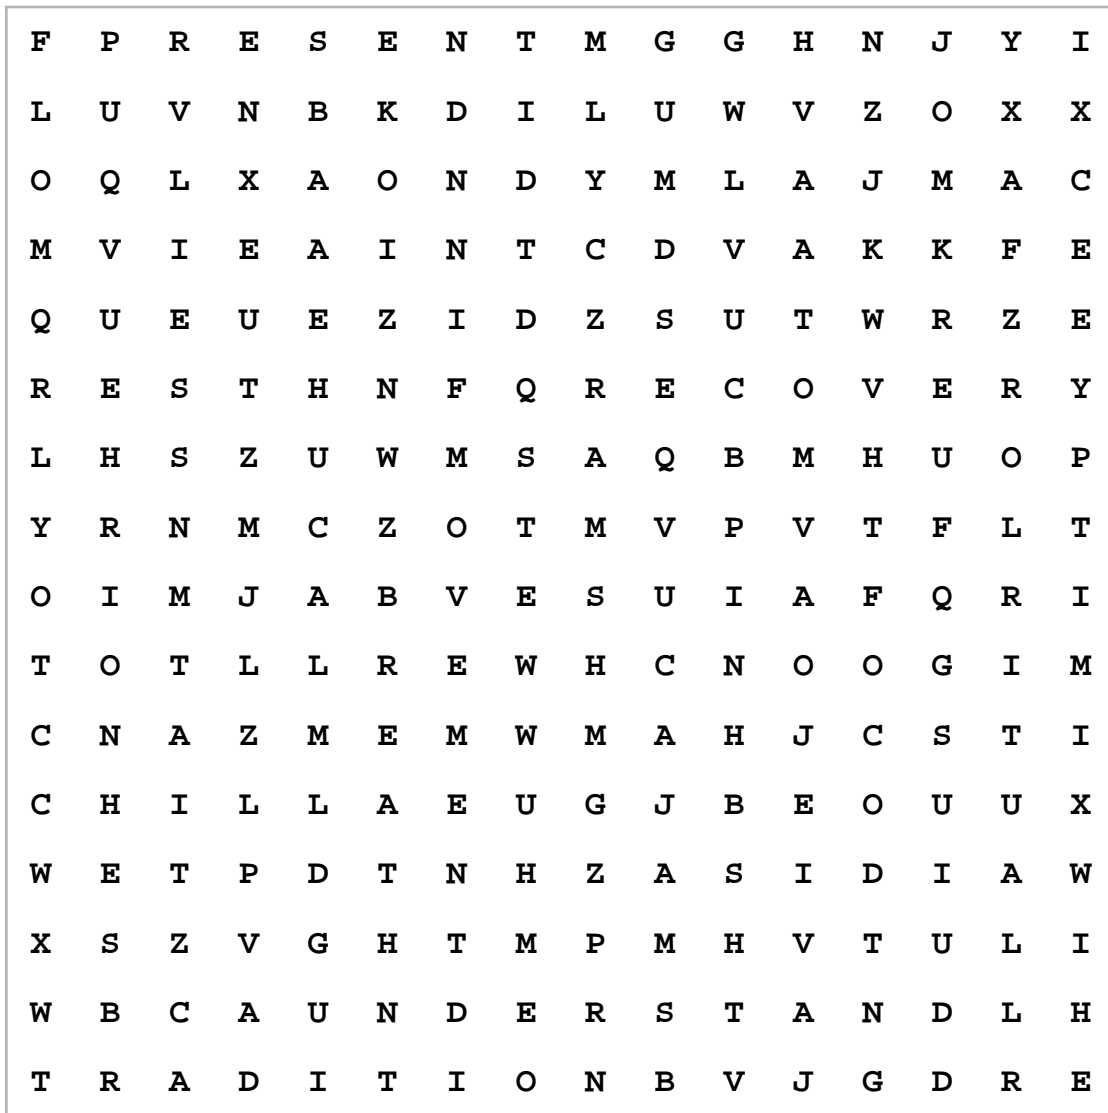 F P R E S E N T M G G H N J Y I
L U V N B K D I L U W V Z O X X
O Q L X A O N D Y M L A J M A C
M V I E A I N T C D V A K K F E
Q U E U E Z I D Z S U T W R Z E
R E S T H N F Q R E C O V E R Y
L H S Z U W M S A Q B M H U O P
Y R N M C Z O T M V P V T F L T
O I M J A B V E S U I A F Q R I
T O T L L R E W H C N O O G I M
C N A Z M E M W M A H J C S T I
C H I L L A E U G J B E O U U X
W E T P D T N H Z A S I D I A W
X S Z V G H T M P M H V T U L I
W B C A U N D E R S T A N D L H
T R A D I T I O N B V J G D R E